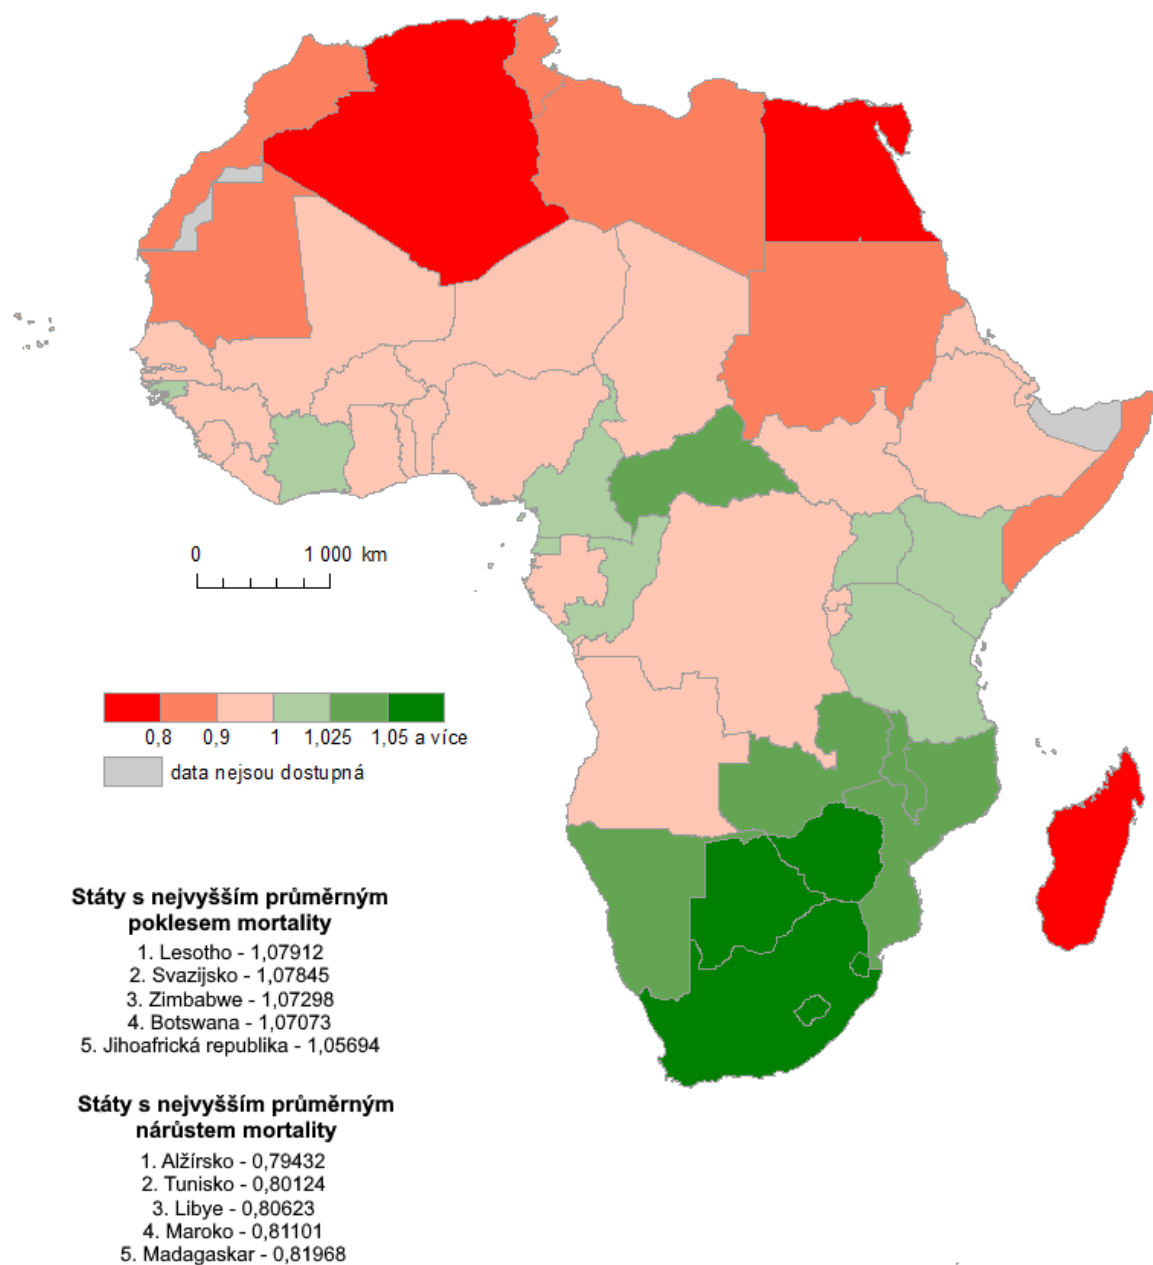 0 1 000 km
0,8 0,9 1 1,025 1,05 a více
data nejsou dostupná
Státy s nejvyšším průměrným
poklesem mortality
1. Lesotho - 1,07912
2. Svazijsko - 1,07845
3. Zimbabwe - 1,07298
4. Botswana - 1,07073
5. Jihoafrická republika - 1,05694
Státy s nejvyšším průměrným
nárůstem mortality
1. Alžírsko - 0,79432
2. Tunisko - 0,80124
3. Libye - 0,80623
4. Maroko - 0,81101
5. Madagaskar - 0,81968